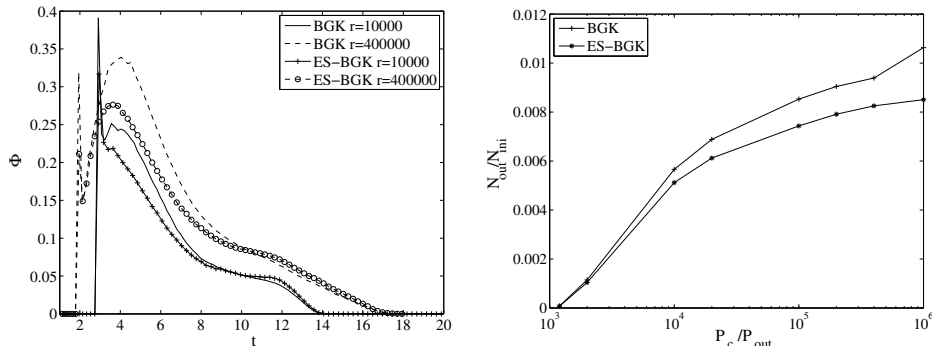 0.4
0.35
0.3
0.25
0.2
0.15
0.1
0.05
0
Φ
2 4 6 8 10 12 14 16 18 20
t
BGK r=10000
BGK r=400000
ES−BGK r=10000
ES−BGK r=400000
0.012
0.01
0.008
0.006
0.004
0.002
0
N_out/N_ini
10^3 10^4 10^5 10^6
P_c/P_out
BGK
ES−BGK